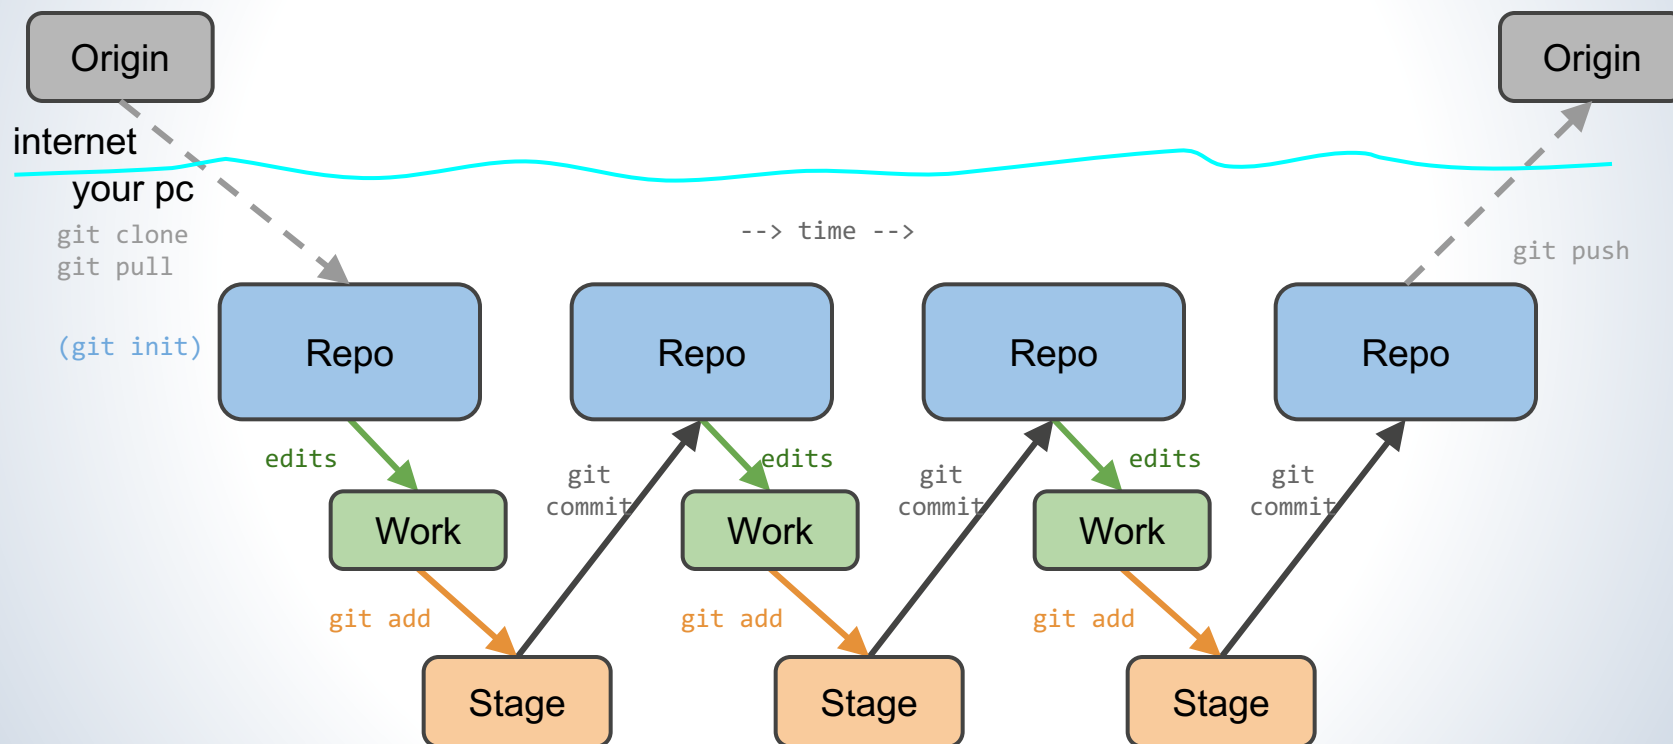 Origin
Origin
internet
your pc
git clone
git pull
--> time -->
git push
(git init)
Repo
Repo
Repo
Repo
edits
git
commit
edits
git
commit
edits
git
commit
Work
Work
Work
git add
git add
git add
Stage
Stage
Stage